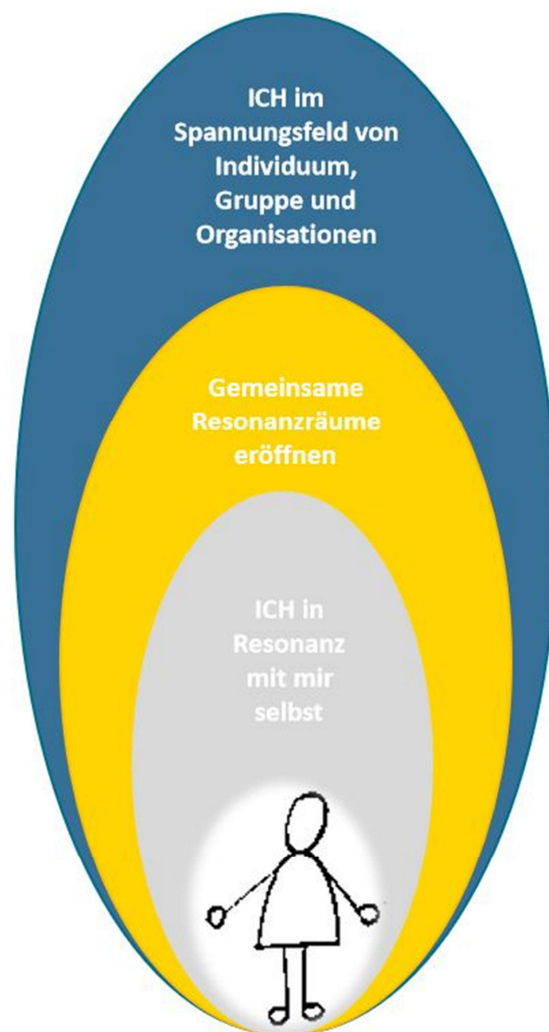 ICH im
Spannungsfeld von
Individuum,
Gruppe und
Organisationen
Gemeinsame
Resonanzräume
eröffnen
ICH in
Resonanz
mit mir
selbst